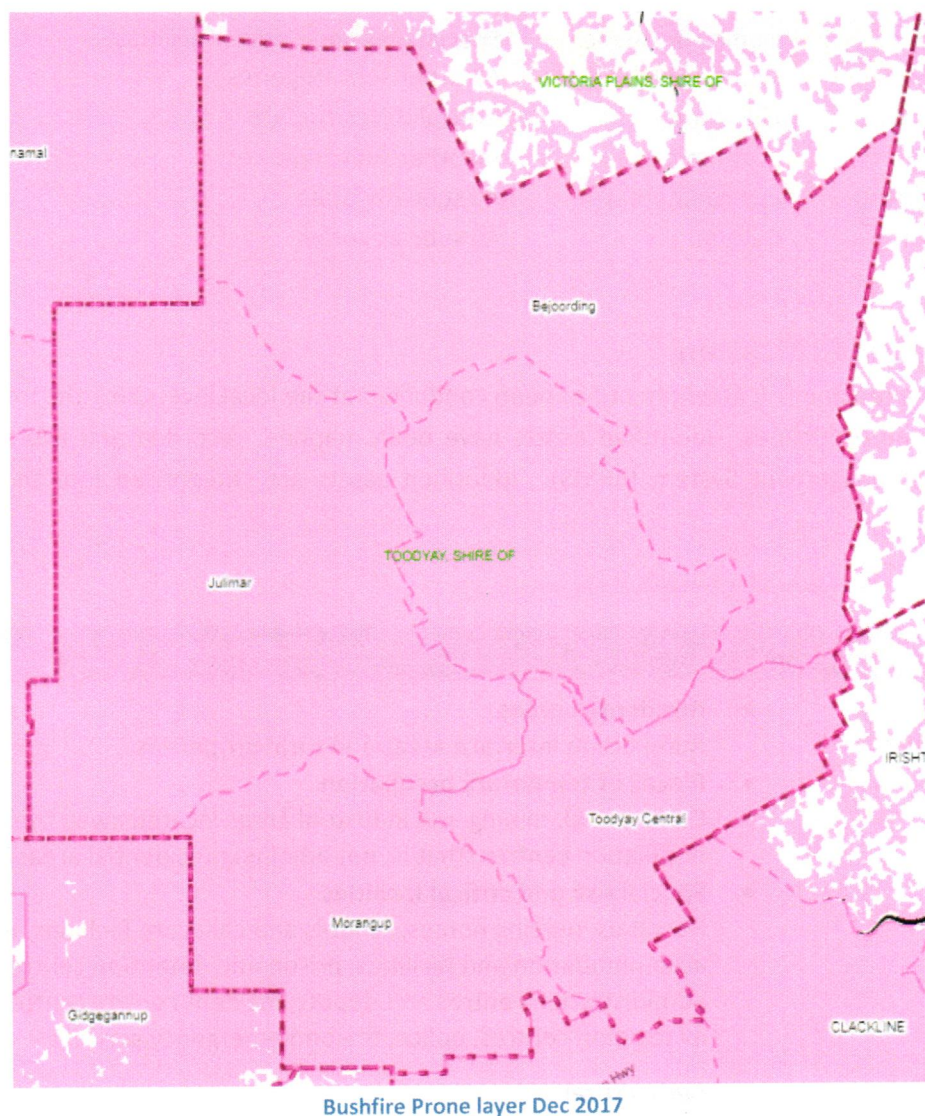 VICTORIA PLAINS, SHIRE OF
namal
Bejoording
TOODYAY, SHIRE OF
Julimar
IRISHT
Toodyay Central
Morangup
Gidgegannup
CLACKLINE
Hwy
Bushfire Prone layer Dec 2017